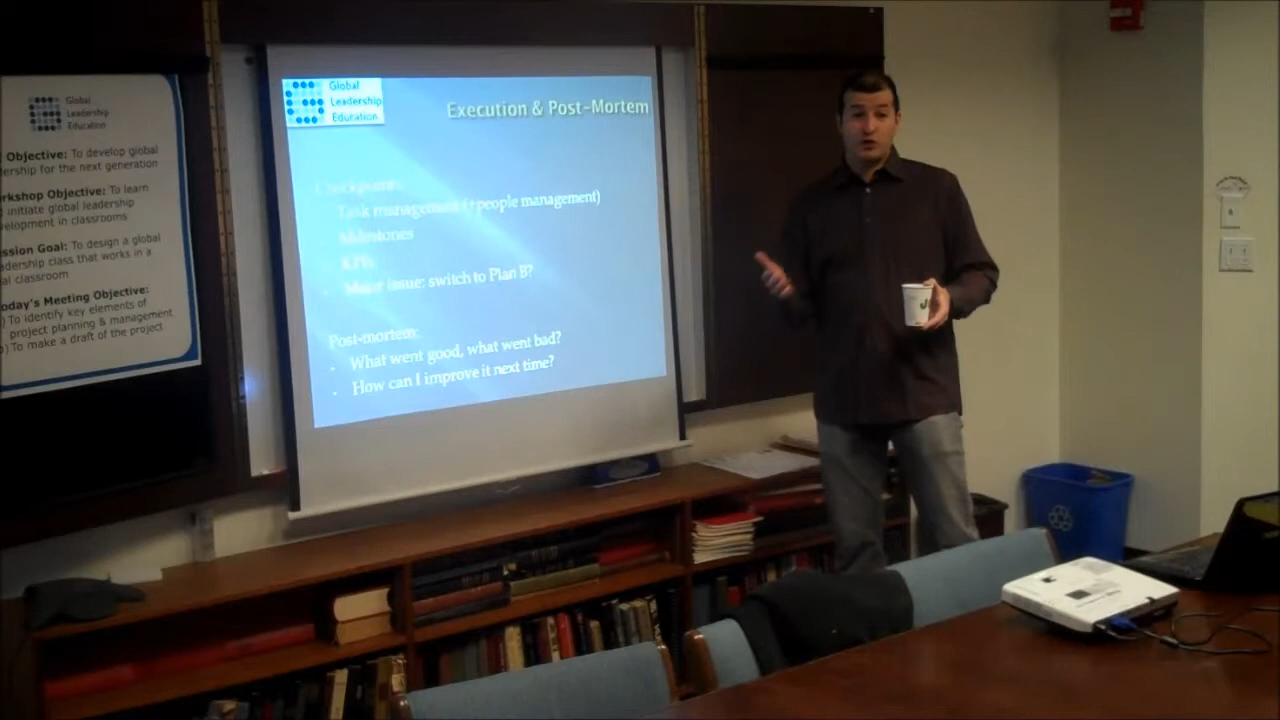 Global
Leadership
Education
Objective: To develop global
ership for the next generation
rkshop Objective: To learn
initiate global leadership
elopment in classrooms
ssion Goal: To design a global
adership class that works in a
al classroom
oday's Meeting Objective:
) To identify key elements of
project planning & management
) To make a draft of the project
Global
Leadership
Education
Execution & Post-Mortem
Checkpoint:
Task management (+people management)
Milestones
KPIs
Major issue: switch to Plan B?
Post-mortem:
What went good, what went bad?
How can I improve it next time?